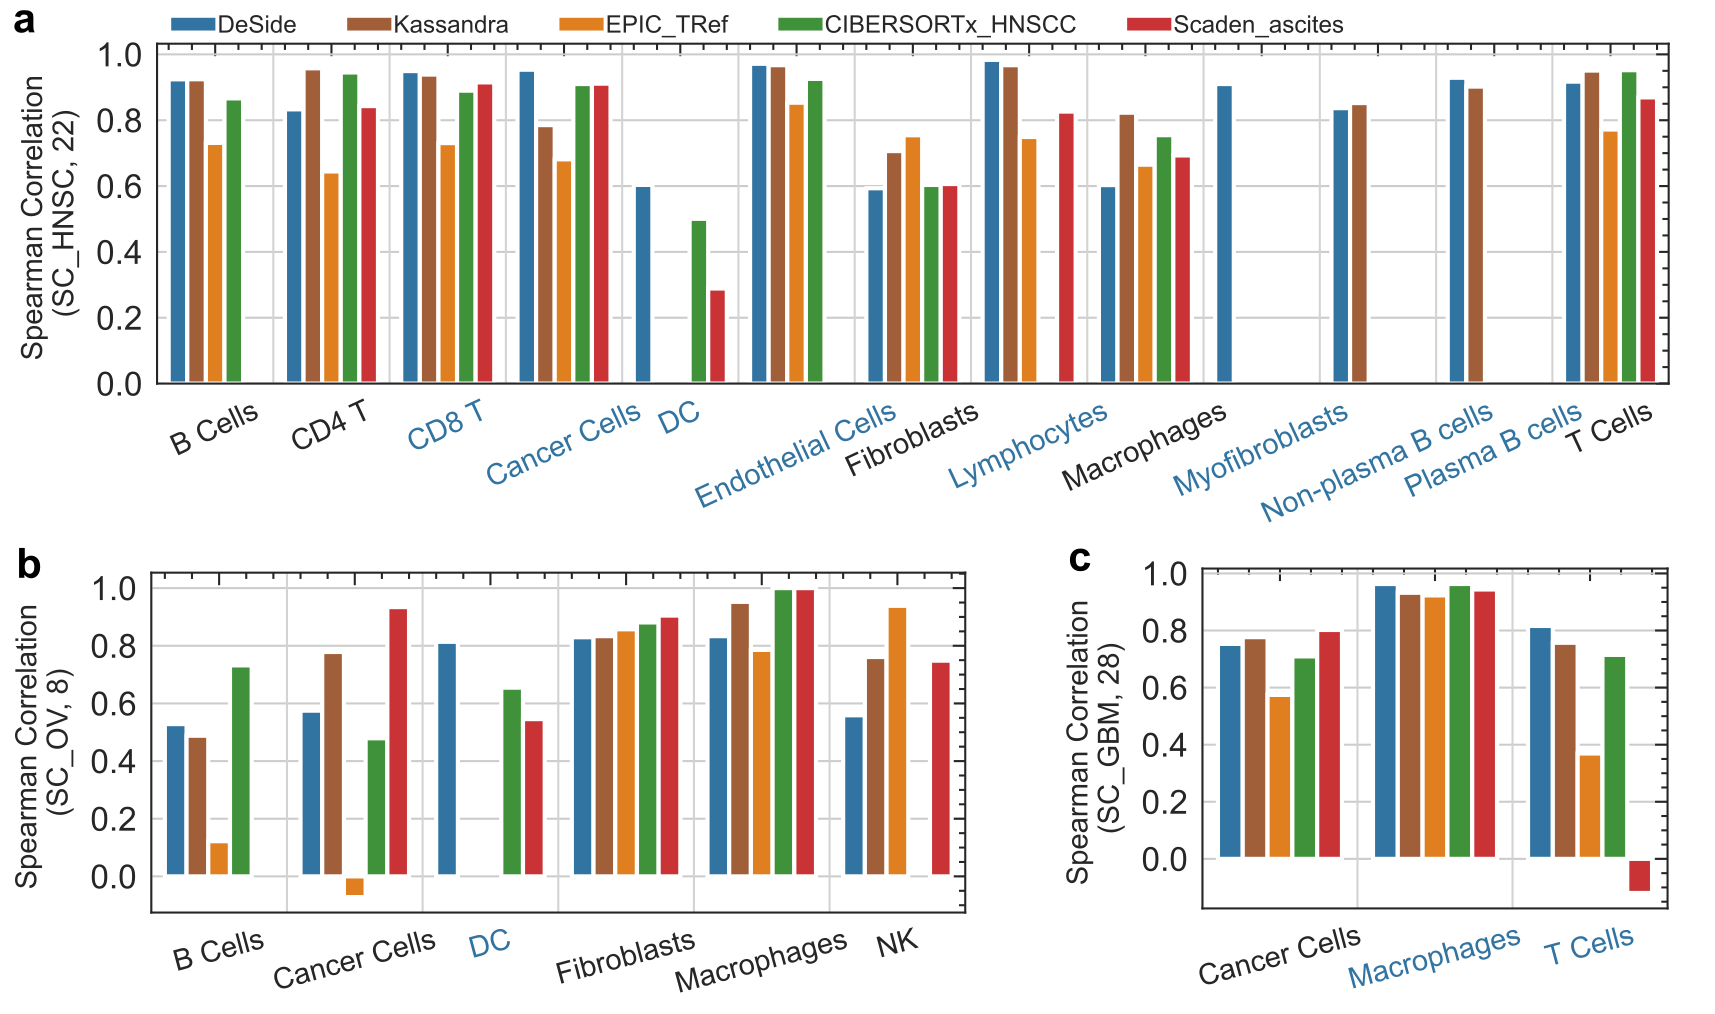 a
DeSide Kassandra EPIC_TRef CIBERSORTx_HNSCC Scaden_ascites
Spearman Correlation
(SC_HNSC, 22)
1.0
0.8
0.6
0.4
0.2
0.0
B Cells CD4 T CD8 T Cancer Cells DC Endothelial Cells Fibroblasts Lymphocytes Macrophages Myofibroblasts Non-plasma B cells Plasma B cells T Cells
b
Spearman Correlation
(SC_OV, 8)
1.0
0.8
0.6
0.4
0.2
0.0
B Cells Cancer Cells DC Fibroblasts Macrophages NK
c
Spearman Correlation
(SC_GBM, 28)
1.0
0.8
0.6
0.4
0.2
0.0
Cancer Cells Macrophages T Cells